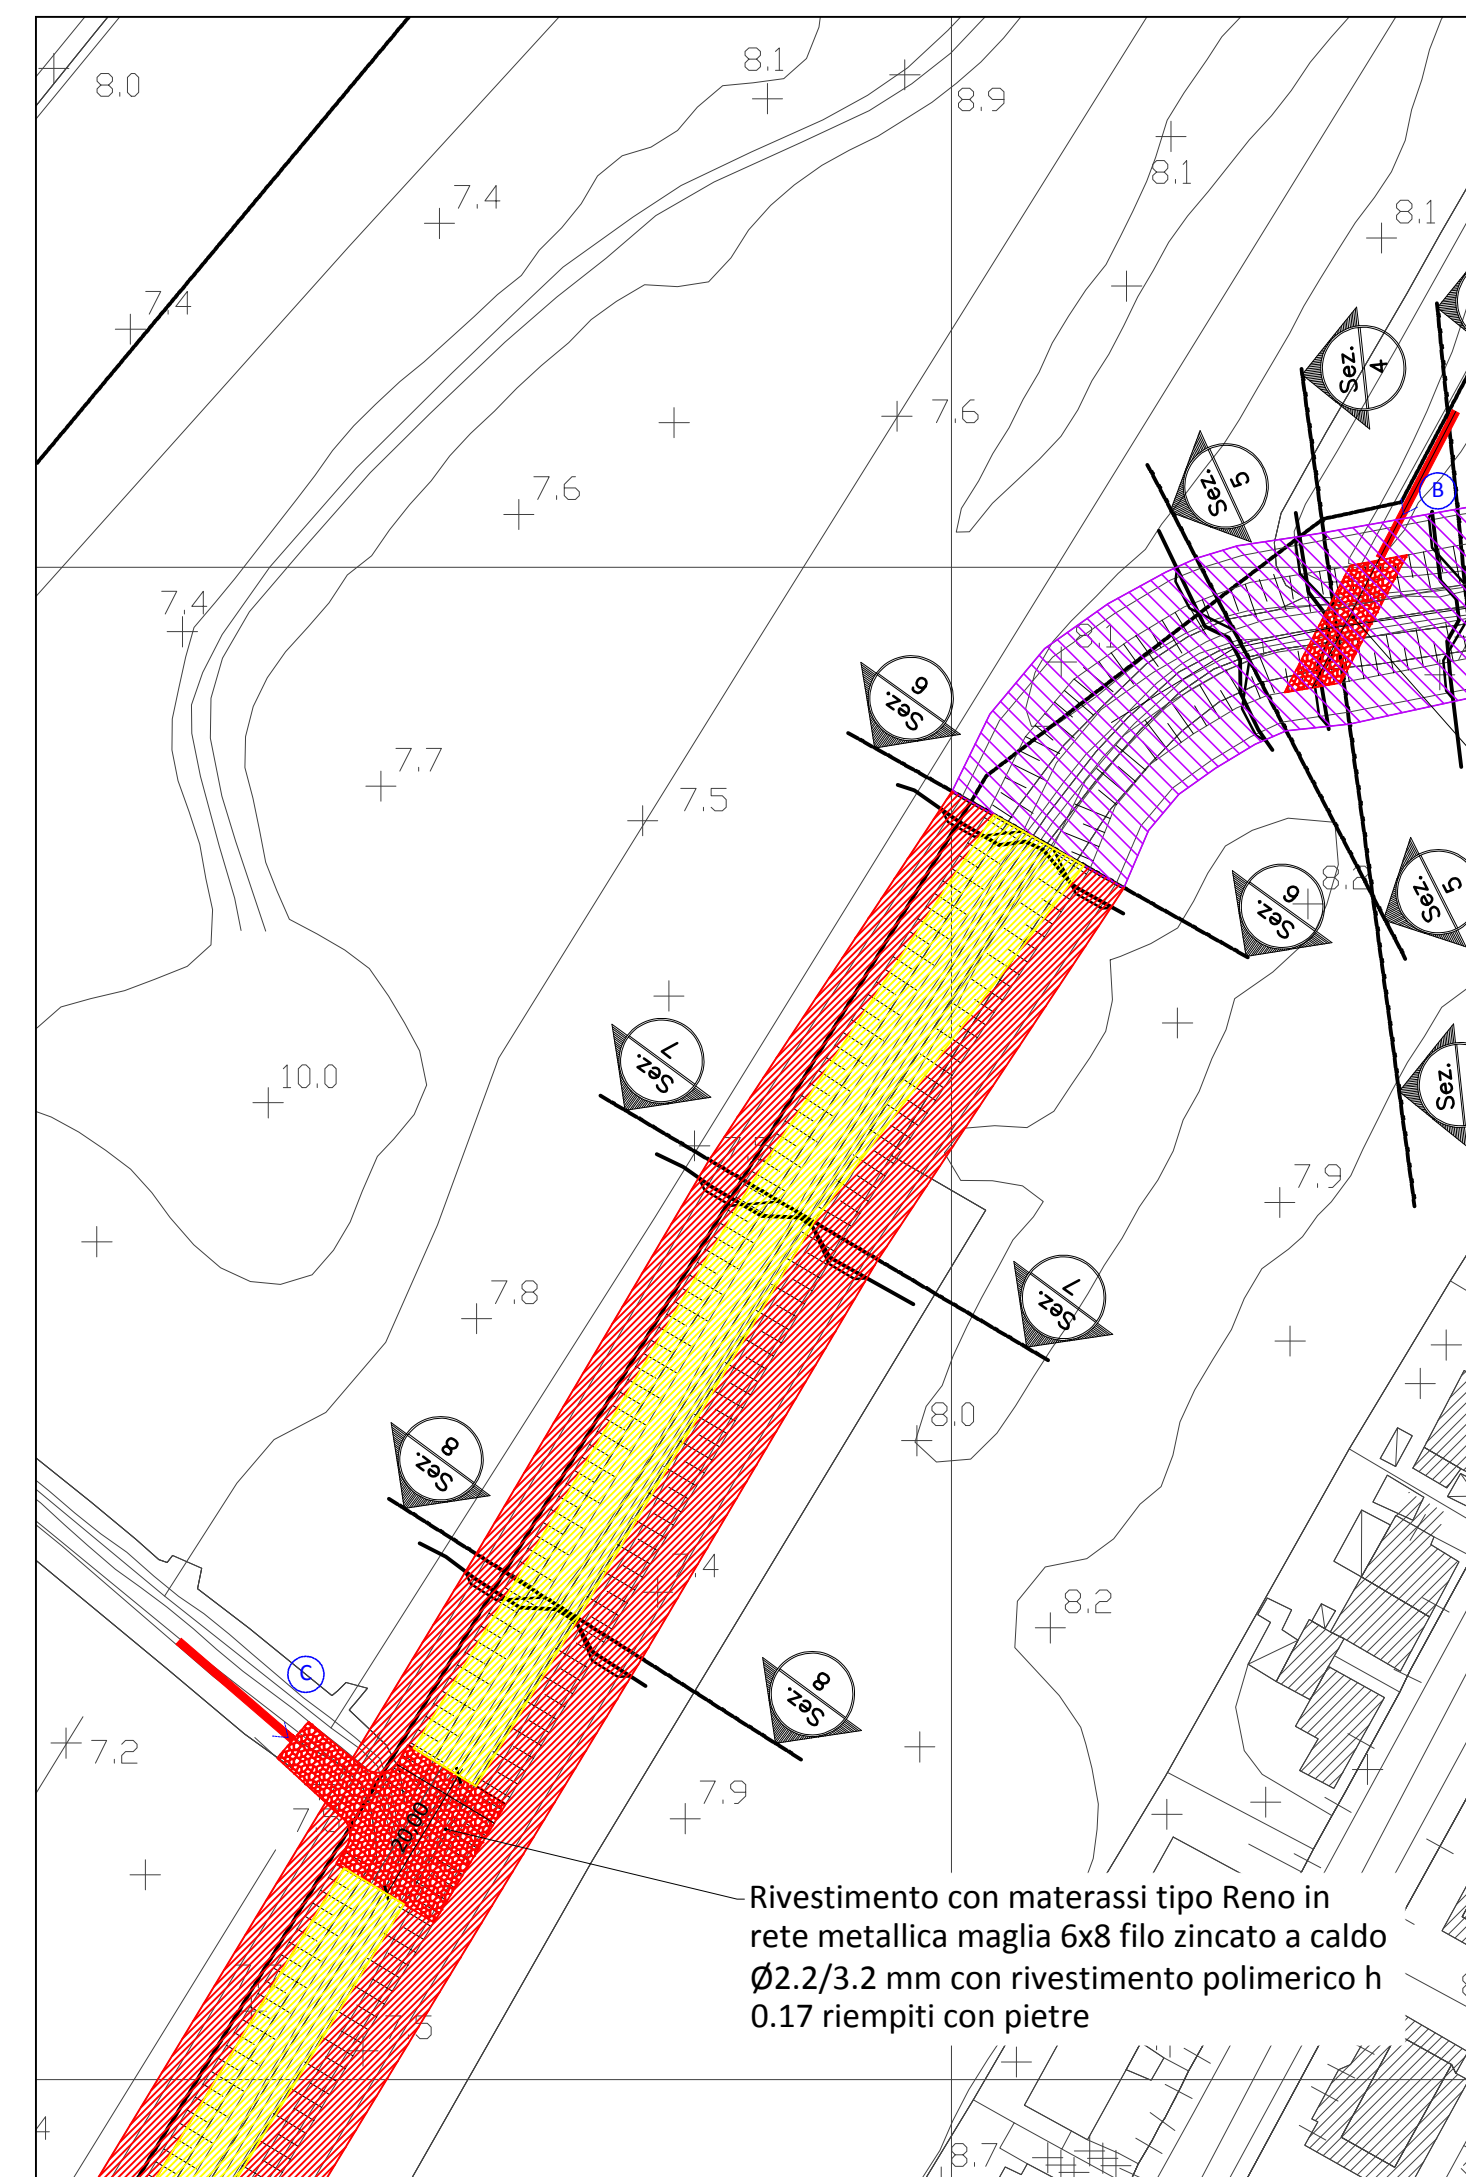 8.0
8.1
8.9
7.4
8.1
8.1
7.4
Sez. 4
7.6
Sez. 5
B
7.6
7.4
8.1
Sez. 6
7.7
7.5
Sez. 6
8.2
Sez. 5
Sez. 7
10.0
Sez.
7.9
Sez. 7
7.8
8.0
Sez. 8
8.2
C
Sez. 8
7.2
7.9
20.00
Rivestimento con materassi tipo Reno in
rete metallica maglia 6x8 filo zincato a caldo
Ø2.2/3.2 mm con rivestimento polimerico h
0.17 riempiti con pietre
8.7